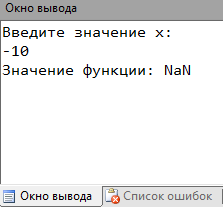 Окно вывода
Введите значение x:
-10
Значение функции: NaN
Окно вывода Список ошибок